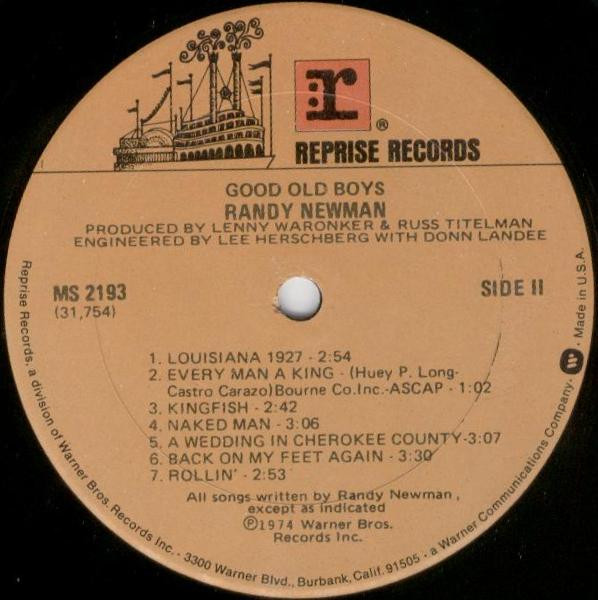 :r
®
REPRISE RECORDS
GOOD OLD BOYS
RANDY NEWMAN
PRODUCED BY LENNY WARONKER & RUSS TITELMAN
ENGINEERED BY LEE HERSCHBERG WITH DONN LANDEE
MS 2193
(31,754)
SIDE II
1. LOUISIANA 1927 - 2:54
2. EVERY MAN A KING - (Huey P. Long-
Castro Carazo)Bourne Co.Inc.-ASCAP - 1:02
3. KINGFISH - 2:42
4. NAKED MAN - 3:06
5. A WEDDING IN CHEROKEE COUNTY-3:07
6. BACK ON MY FEET AGAIN - 3:30
7. ROLLIN' - 2:53
All songs written by Randy Newman,
except as indicated
Ⓟ1974 Warner Bros.
Records Inc.
Reprise Records, a division of Warner Bros. Records Inc. · 3300 Warner Blvd., Burbank, Calif. 91505 · a Warner Communications Company · W · Made in U.S.A.